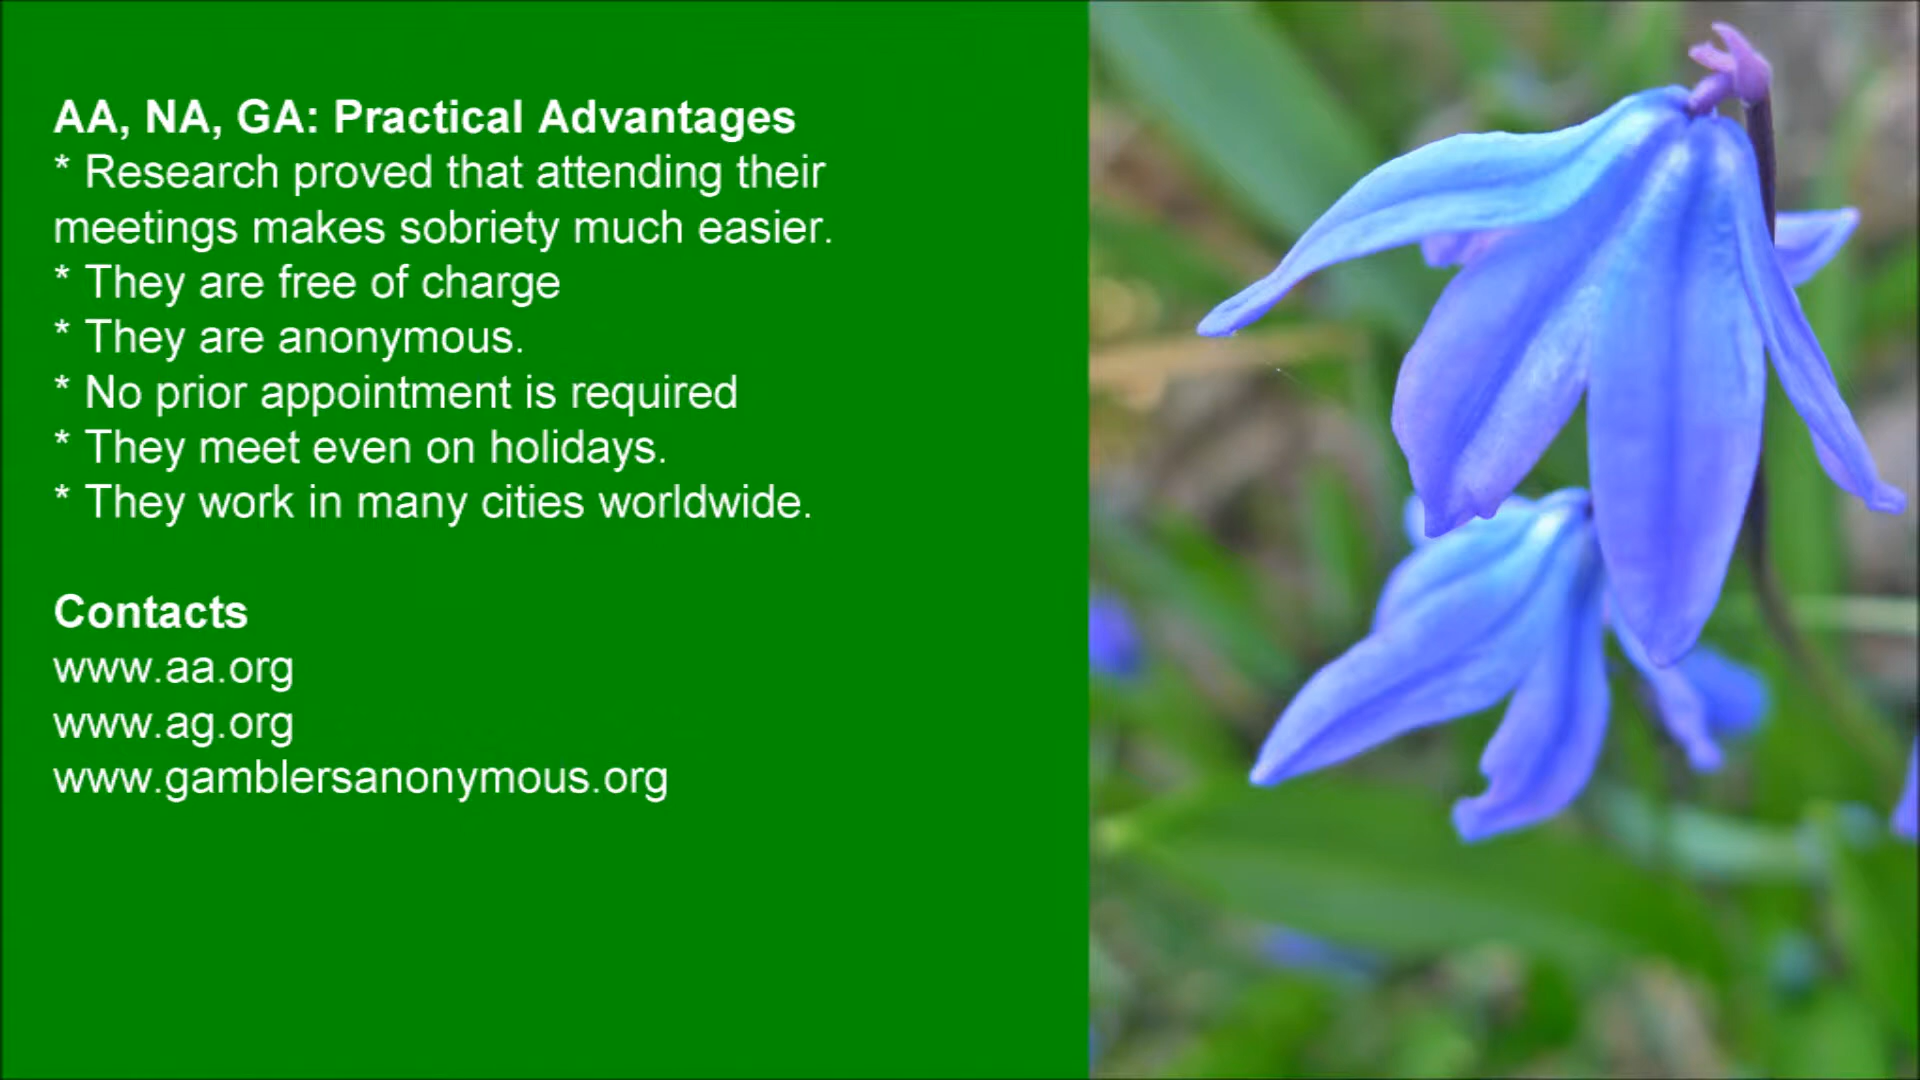 AA, NA, GA: Practical Advantages
* Research proved that attending their
meetings makes sobriety much easier.
* They are free of charge
* They are anonymous.
* No prior appointment is required
* They meet even on holidays.
* They work in many cities worldwide.
Contacts
www.aa.org
www.ag.org
www.gamblersanonymous.org